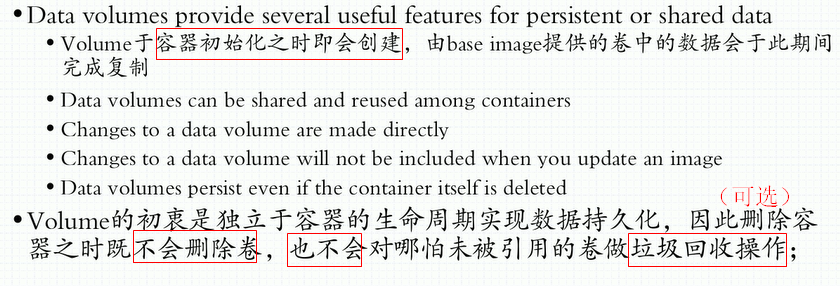 • Data volumes provide several useful features for persistent or shared data
• Volume于容器初始化之时即会创建，由base image提供的卷中的数据会于此期间
完成复制
• Data volumes can be shared and reused among containers
• Changes to a data volume are made directly
• Changes to a data volume will not be included when you update an image
• Data volumes persist even if the container itself is deleted
（可选）
• Volume的初衷是独立于容器的生命周期实现数据持久化，因此删除容
器之时既不会删除卷，也不会对哪怕未被引用的卷做垃圾回收操作；